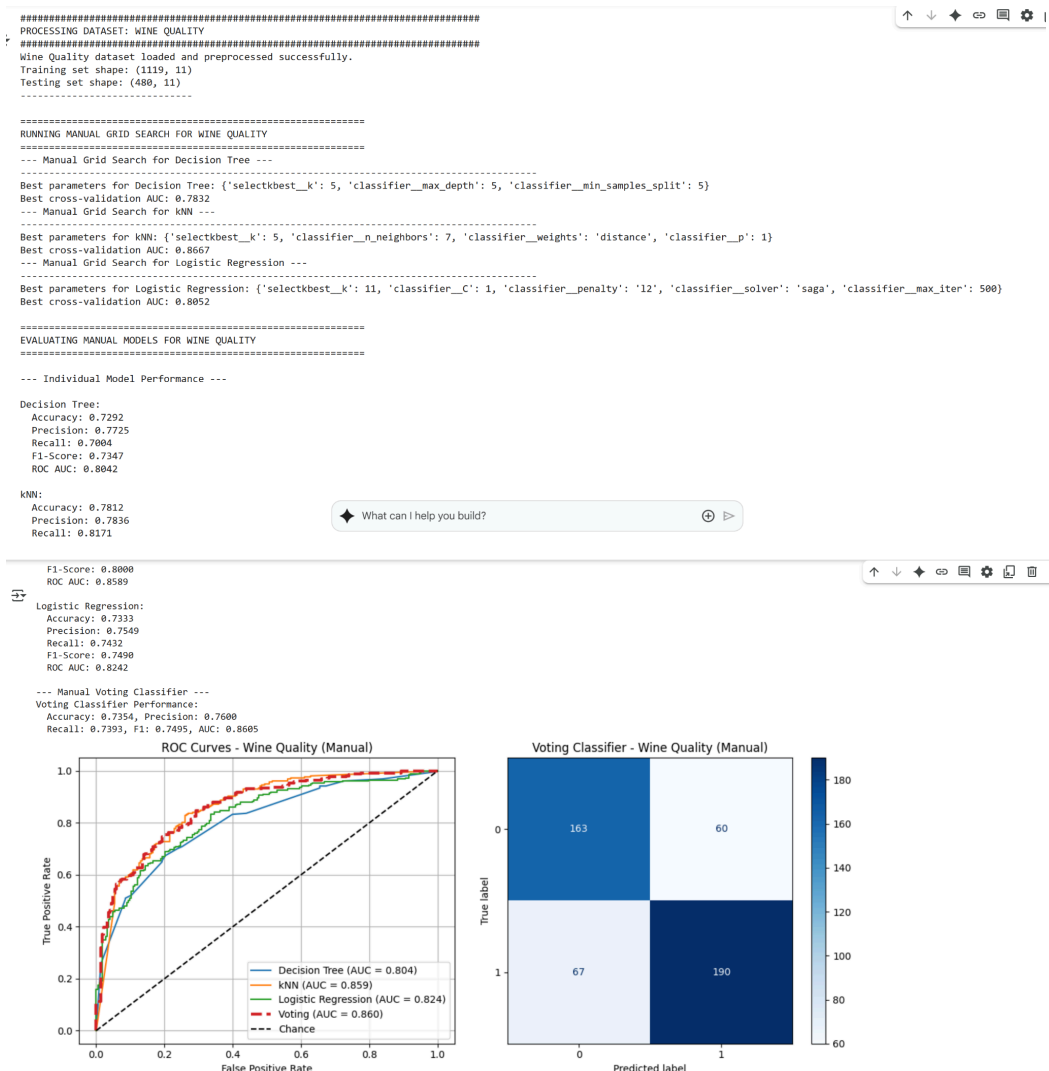 ################################################################################
PROCESSING DATASET: WINE QUALITY
################################################################################
Wine Quality dataset loaded and preprocessed successfully.
Training set shape: (1119, 11)
Testing set shape: (480, 11)
------------------------------
============================================================
RUNNING MANUAL GRID SEARCH FOR WINE QUALITY
============================================================
--- Manual Grid Search for Decision Tree ---
------------------------------------------------------------------------------------------
Best parameters for Decision Tree: {'selectkbest__k': 5, 'classifier__max_depth': 5, 'classifier__min_samples_split': 5}
Best cross-validation AUC: 0.7832
--- Manual Grid Search for kNN ---
------------------------------------------------------------------------------------------
Best parameters for kNN: {'selectkbest__k': 5, 'classifier__n_neighbors': 7, 'classifier__weights': 'distance', 'classifier__p': 1}
Best cross-validation AUC: 0.8667
--- Manual Grid Search for Logistic Regression ---
------------------------------------------------------------------------------------------
Best parameters for Logistic Regression: {'selectkbest__k': 11, 'classifier__C': 1, 'classifier__penalty': 'l2', 'classifier__solver': 'saga', 'classifier__max_iter': 500}
Best cross-validation AUC: 0.8052
============================================================
EVALUATING MANUAL MODELS FOR WINE QUALITY
============================================================
--- Individual Model Performance ---
Decision Tree:
Accuracy: 0.7292
Precision: 0.7725
Recall: 0.7004
F1-Score: 0.7347
ROC AUC: 0.8042
kNN:
Accuracy: 0.7812
Precision: 0.7836
Recall: 0.8171
What can I help you build?
F1-Score: 0.8000
ROC AUC: 0.8589
Logistic Regression:
Accuracy: 0.7333
Precision: 0.7549
Recall: 0.7432
F1-Score: 0.7490
ROC AUC: 0.8242
--- Manual Voting Classifier ---
Voting Classifier Performance:
Accuracy: 0.7354, Precision: 0.7600
Recall: 0.7393, F1: 0.7495, AUC: 0.8605
ROC Curves - Wine Quality (Manual)
1.0
0.8
0.6
0.4
0.2
0.0
True Positive Rate
Decision Tree (AUC = 0.804)
kNN (AUC = 0.859)
Logistic Regression (AUC = 0.824)
Voting (AUC = 0.860)
Chance
0.0 0.2 0.4 0.6 0.8 1.0
False Positive Rate
Voting Classifier - Wine Quality (Manual)
0
1
True label
163 60
67 190
0 1
Predicted label
180
160
140
120
100
80
60